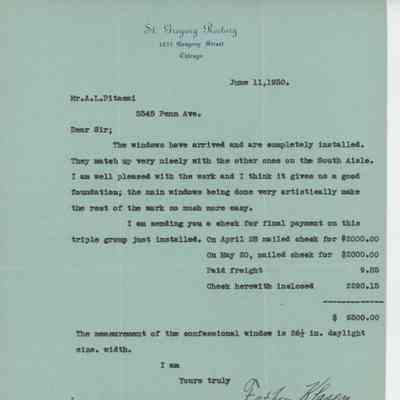 St. Gregory Rectory
1634 Gregory Street
Chicago
June 11,1930.
Mr.A.L.Pitassi
5345 Penn Ave.
Dear Sir;
The windows have arrived and are completely installed.
They match up very nicely with the other ones on the South Aisle.
I am well pleased with the work and I think it gives us a good
foundation; the main windows being done very artistically make
the rest of the work so much more easy.
I am sending you a check for final payment on this
triple group just installed. On April 28 mailed check for $2000.00
On May 20, mailed check for $2000.00
Paid freight 9.85
Check herewith inclosed 2290.15
$ 6300.00
The measurement of the confessional window is 26½ in. daylight
size. width.
I am
Yours truly
Father Klasen